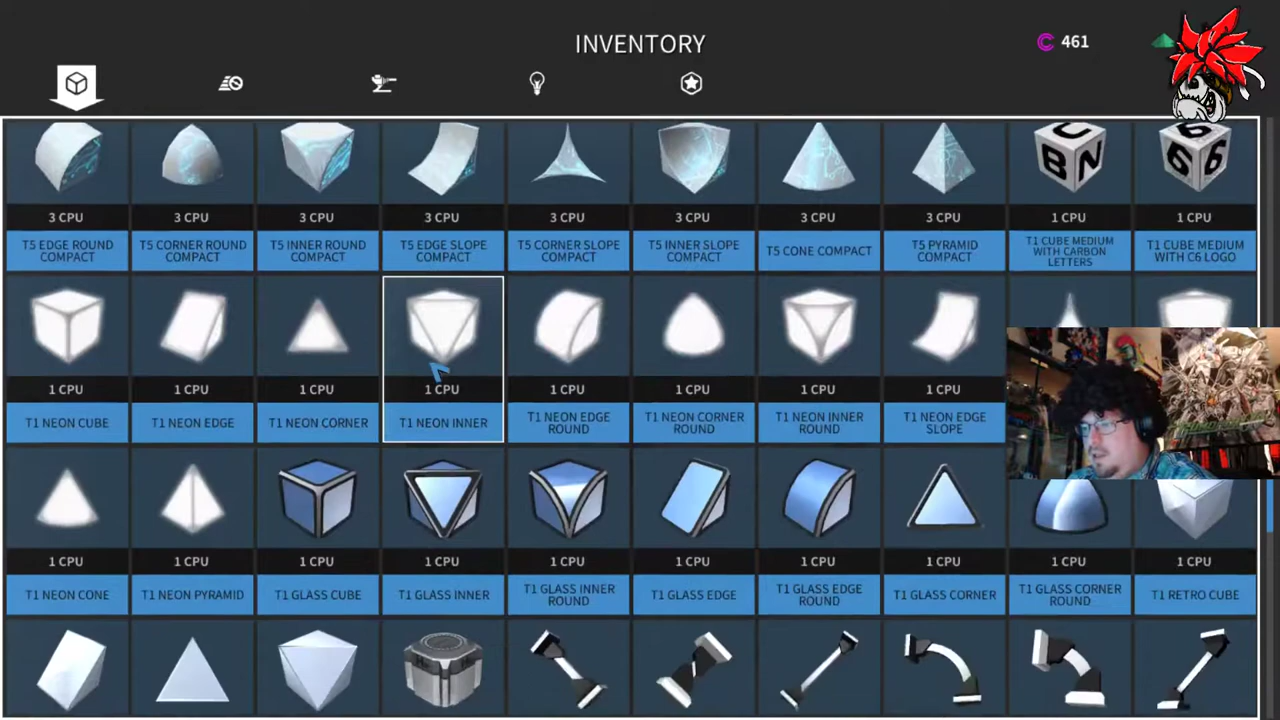 INVENTORY
461
3 CPU 3 CPU 3 CPU 3 CPU 3 CPU 3 CPU 3 CPU 3 CPU 1 CPU 1 CPU
T5 EDGE ROUND COMPACT
T5 CORNER ROUND COMPACT
T5 INNER ROUND COMPACT
T5 EDGE SLOPE COMPACT
T5 CORNER SLOPE COMPACT
T5 INNER SLOPE COMPACT
T5 CONE COMPACT
T5 PYRAMID COMPACT
T1 CUBE MEDIUM WITH CARBON LETTERS
T1 CUBE MEDIUM WITH C6 LOGO
C
B N
6
6 6
1 CPU 1 CPU 1 CPU 1 CPU 1 CPU 1 CPU 1 CPU 1 CPU
T1 NEON CUBE
T1 NEON EDGE
T1 NEON CORNER
T1 NEON INNER
T1 NEON EDGE ROUND
T1 NEON CORNER ROUND
T1 NEON INNER ROUND
T1 NEON EDGE SLOPE
1 CPU 1 CPU 1 CPU 1 CPU 1 CPU 1 CPU 1 CPU 1 CPU 1 CPU 1 CPU
T1 NEON CONE
T1 NEON PYRAMID
T1 GLASS CUBE
T1 GLASS INNER
T1 GLASS INNER ROUND
T1 GLASS EDGE
T1 GLASS EDGE ROUND
T1 GLASS CORNER
T1 GLASS CORNER ROUND
T1 RETRO CUBE